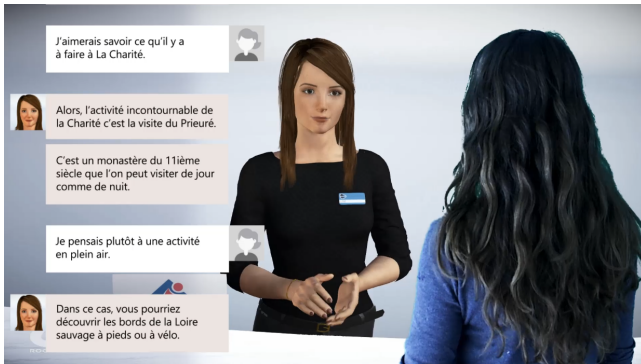 J'aimerais savoir ce qu'il y a
à faire à La Charité.
Alors, l'activité incontournable de
la Charité c'est la visite du Prieuré.
C'est un monastère du 11ième
siècle que l'on peut visiter de jour
comme de nuit.
Je pensais plutôt à une activité
en plein air.
Dans ce cas, vous pourriez
découvrir les bords de la Loire
sauvage à pieds ou à vélo.